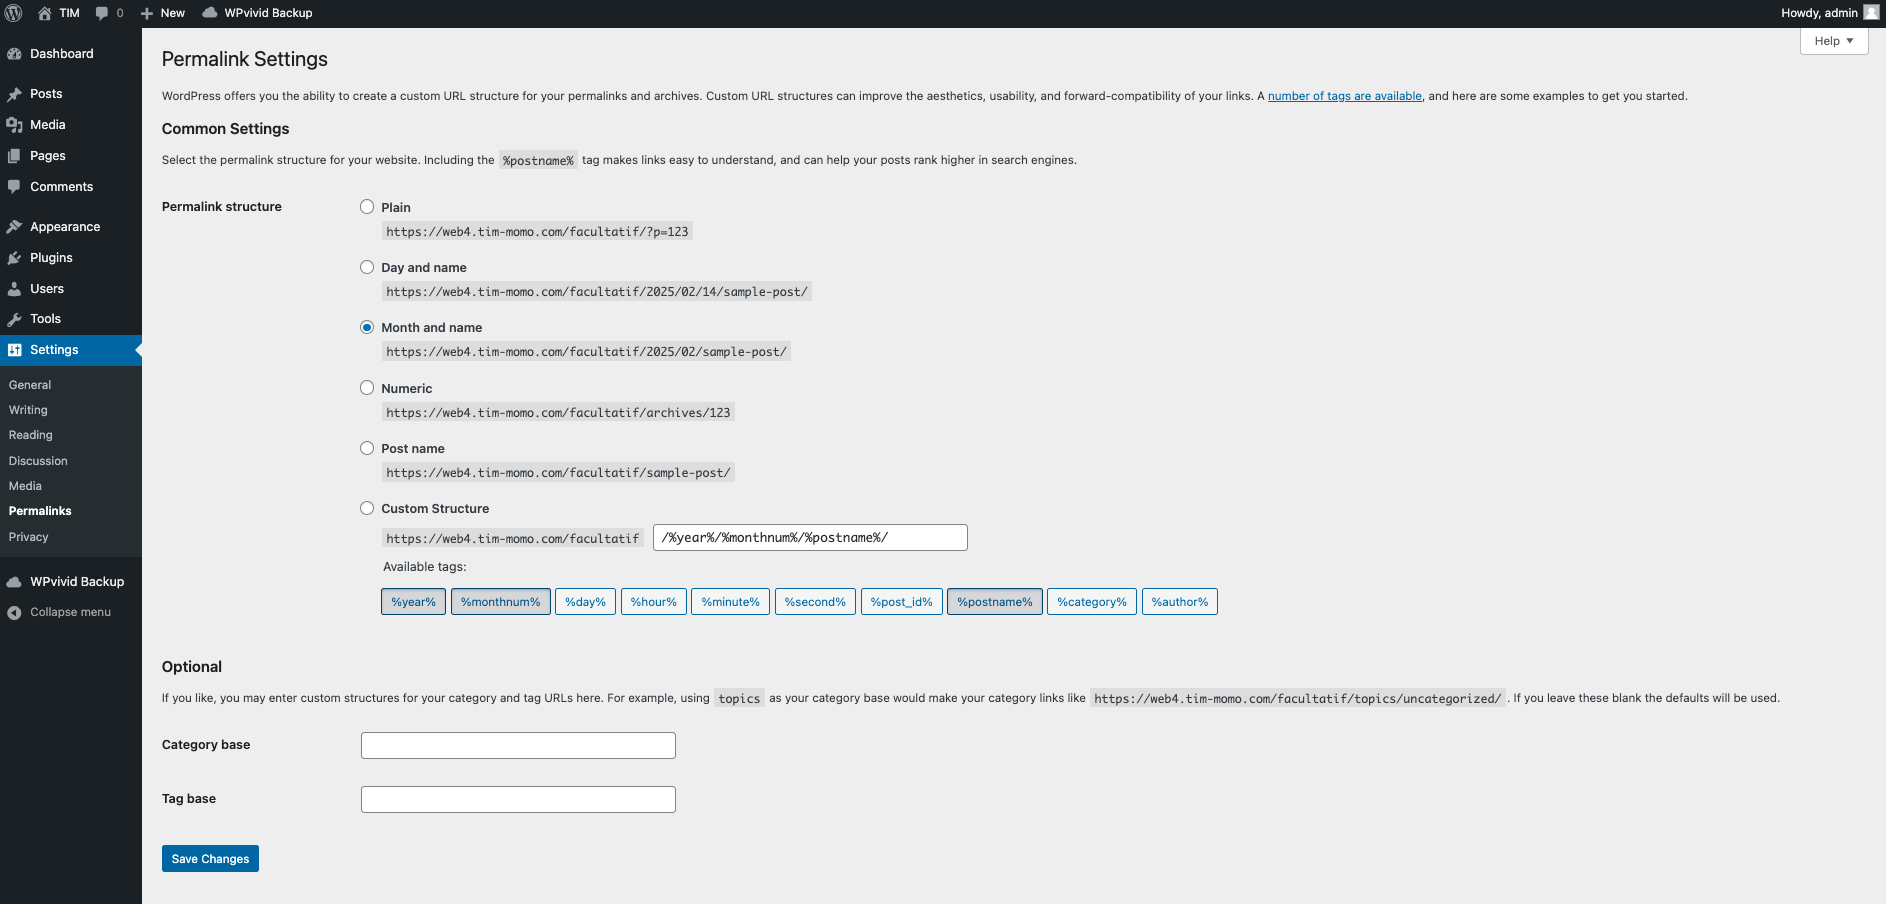 TIM
0
New
WPvivid Backup
Howdy, admin
Dashboard
Posts
Media
Pages
Comments
Appearance
Plugins
Users
Tools
Settings
General
Writing
Reading
Discussion
Media
Permalinks
Privacy
WPvivid Backup
Collapse menu
Help
Permalink Settings
WordPress offers you the ability to create a custom URL structure for your permalinks and archives. Custom URL structures can improve the aesthetics, usability, and forward-compatibility of your links. A number of tags are available, and here are some examples to get you started.
Common Settings
Select the permalink structure for your website. Including the %postname% tag makes links easy to understand, and can help your posts rank higher in search engines.
Permalink structure
Plain
https://web4.tim-momo.com/facultatif/?p=123
Day and name
https://web4.tim-momo.com/facultatif/2025/02/14/sample-post/
Month and name
https://web4.tim-momo.com/facultatif/2025/02/sample-post/
Numeric
https://web4.tim-momo.com/facultatif/archives/123
Post name
https://web4.tim-momo.com/facultatif/sample-post/
Custom Structure
https://web4.tim-momo.com/facultatif /%year%/%monthnum%/%postname%/
Available tags:
%year% %monthnum% %day% %hour% %minute% %second% %post_id% %postname% %category% %author%
Optional
If you like, you may enter custom structures for your category and tag URLs here. For example, using topics as your category base would make your category links like https://web4.tim-momo.com/facultatif/topics/uncategorized/ . If you leave these blank the defaults will be used.
Category base
Tag base
Save Changes